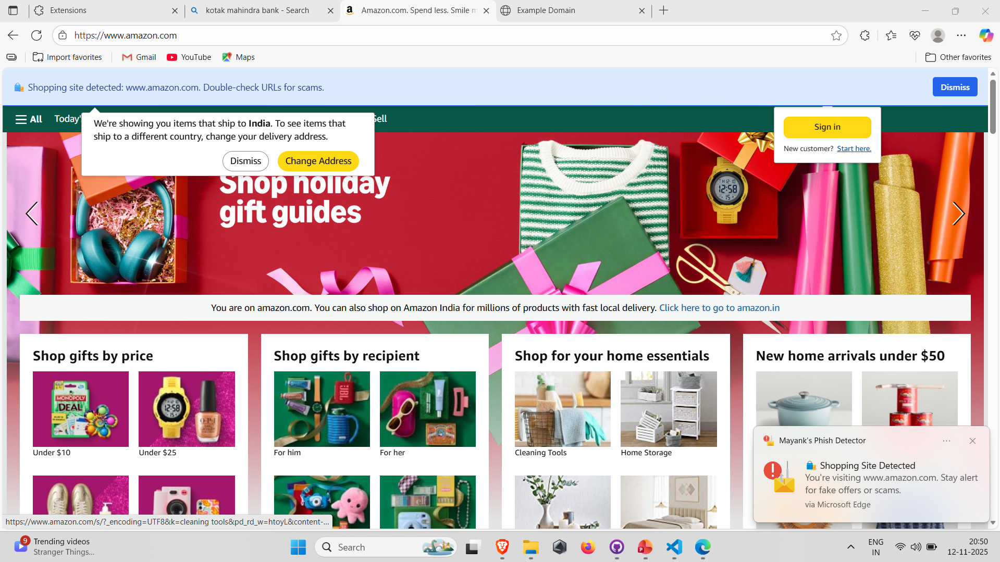 Extensions
kotak mahindra bank - Search
Amazon.com. Spend less. Smile m
Example Domain
https://www.amazon.com
Import favorites
Gmail
YouTube
Maps
Other favorites
Shopping site detected: www.amazon.com. Double-check URLs for scams.
Dismiss
All
Today'
Sell
We're showing you items that ship to India. To see items that
ship to a different country, change your delivery address.
Dismiss
Change Address
Sign in
New customer? Start here.
Shop holiday
gift guides
12:58
You are on amazon.com. You can also shop on Amazon India for millions of products with fast local delivery. Click here to go to amazon.in
Shop gifts by price
Shop gifts by recipient
Shop for your home essentials
New home arrivals under $50
MONOPOLY
DEAL
12:58
O·P·I
JBL
Under $10
Under $25
For him
For her
Cleaning Tools
Home Storage
elf
Mayank's Phish Detector
Shopping Site Detected
You're visiting www.amazon.com. Stay alert
for fake offers or scams.
via Microsoft Edge
https://www.amazon.com/s/?_encoding=UTF8&k=cleaning tools&pd_rd_w=htoyL&content-...
9
Trending videos
Stranger Things...
Search
ENG
IN
20:50
12-11-2025